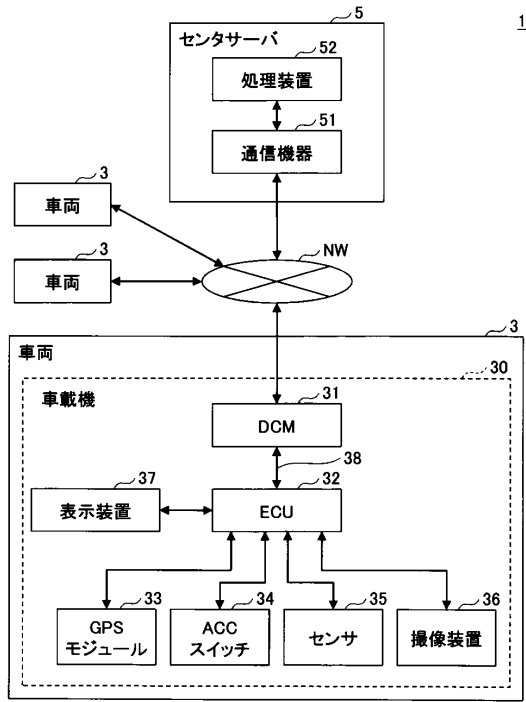 1
5
センタサーバ
52
処理装置
51
通信機器
3
車両
3
車両
NW
3
車両
30
車載機
31
DCM
38
37
表示装置
32
ECU
33
GPS
モジュール
34
ACC
スイッチ
35
センサ
36
撮像装置